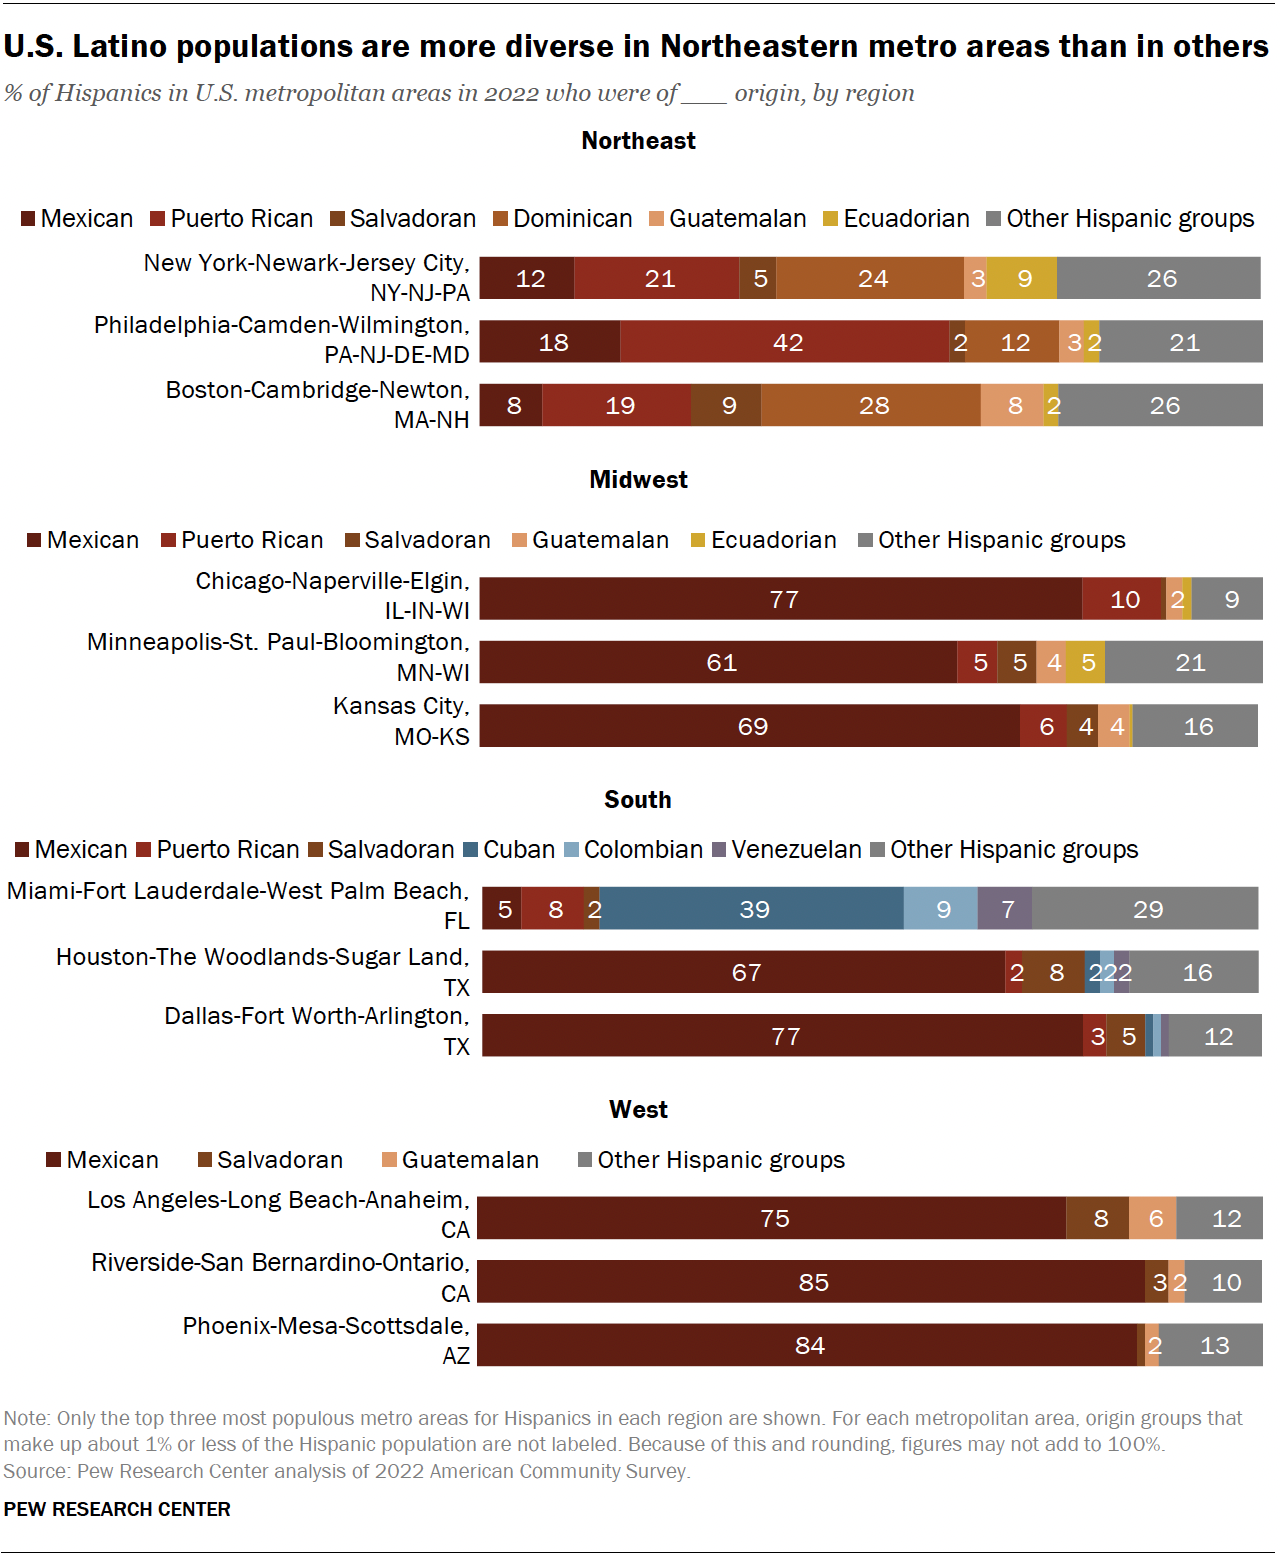 U.S. Latino populations are more diverse in Northeastern metro areas than in others
% of Hispanics in U.S. metropolitan areas in 2022 who were of ___ origin, by region
Northeast
Mexican Puerto Rican Salvadoran Dominican Guatemalan Ecuadorian Other Hispanic groups
New York-Newark-Jersey City,
NY-NJ-PA
12 21 5 24 3 9 26
Philadelphia-Camden-Wilmington,
PA-NJ-DE-MD
18 42 2 12 3 2 21
Boston-Cambridge-Newton,
MA-NH
8 19 9 28 8 2 26
Midwest
Mexican Puerto Rican Salvadoran Guatemalan Ecuadorian Other Hispanic groups
Chicago-Naperville-Elgin,
IL-IN-WI
77 10 2 9
Minneapolis-St. Paul-Bloomington,
MN-WI
61 5 5 4 5 21
Kansas City,
MO-KS
69 6 4 4 16
South
Mexican Puerto Rican Salvadoran Cuban Colombian Venezuelan Other Hispanic groups
Miami-Fort Lauderdale-West Palm Beach,
FL
5 8 2 39 9 7 29
Houston-The Woodlands-Sugar Land,
TX
67 2 8 2 2 2 16
Dallas-Fort Worth-Arlington,
TX
77 3 5 12
West
Mexican Salvadoran Guatemalan Other Hispanic groups
Los Angeles-Long Beach-Anaheim,
CA
75 8 6 12
Riverside-San Bernardino-Ontario,
CA
85 3 2 10
Phoenix-Mesa-Scottsdale,
AZ
84 2 13
Note: Only the top three most populous metro areas for Hispanics in each region are shown. For each metropolitan area, origin groups that
make up about 1% or less of the Hispanic population are not labeled. Because of this and rounding, figures may not add to 100%.
Source: Pew Research Center analysis of 2022 American Community Survey.
PEW RESEARCH CENTER